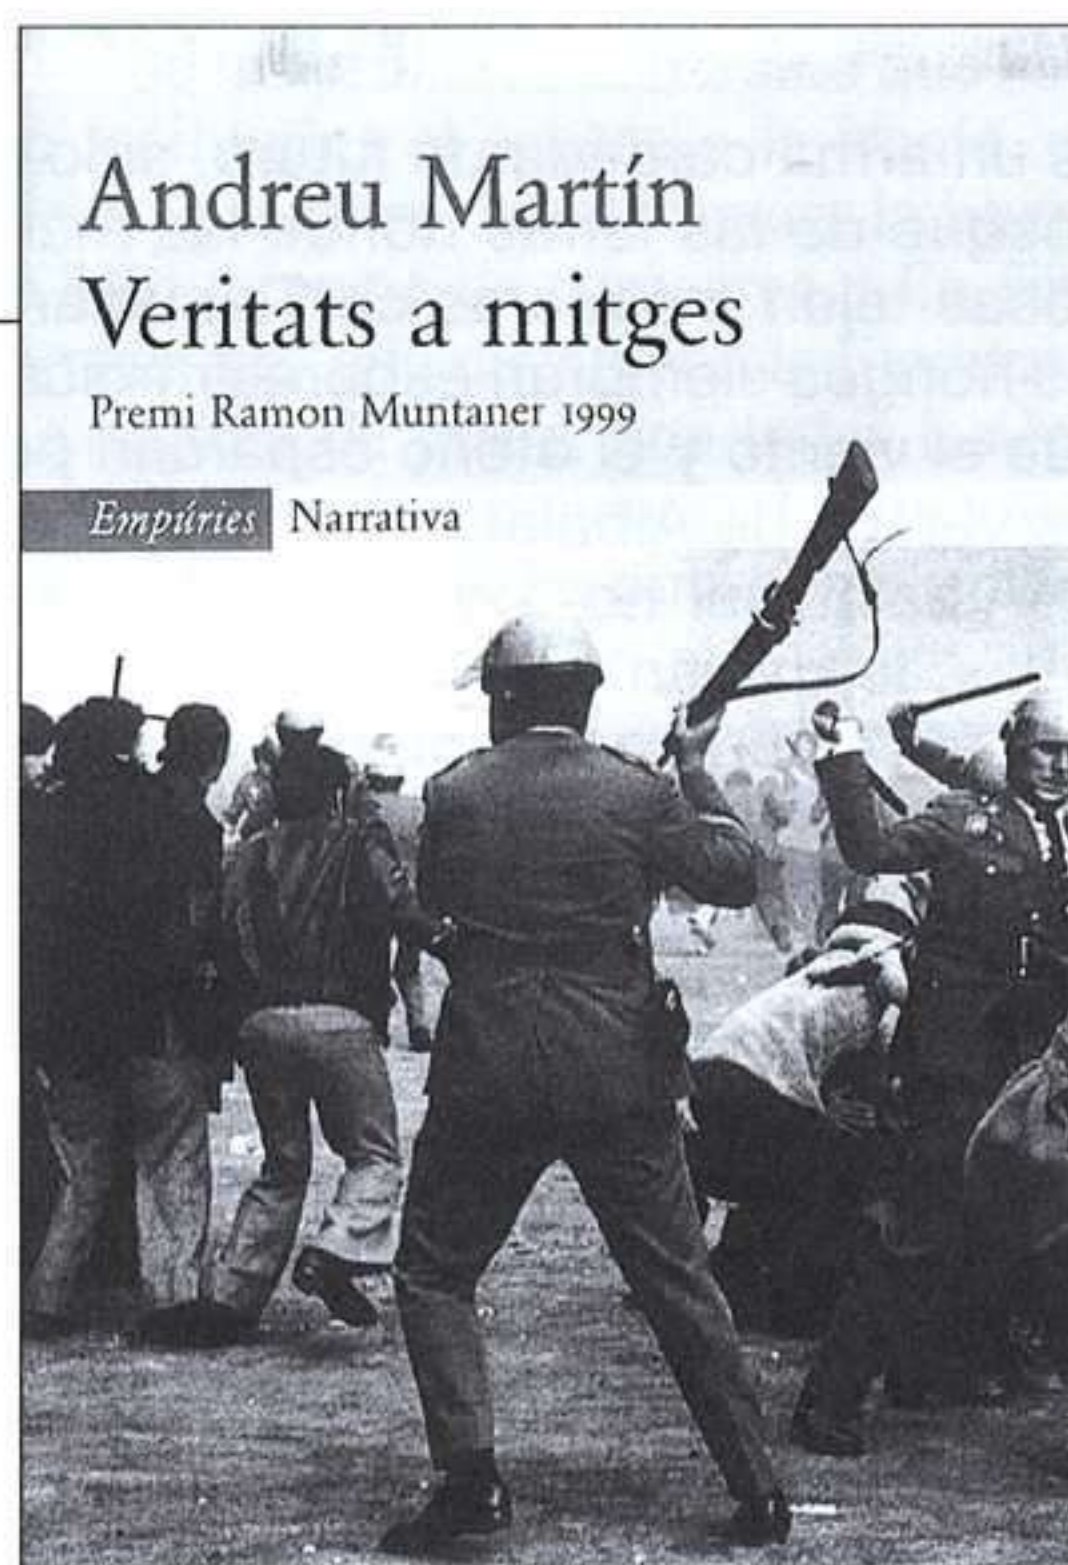 Andreu Martín
Veritats a mitges
Premi Ramon Muntaner 1999
Empúries Narrativa